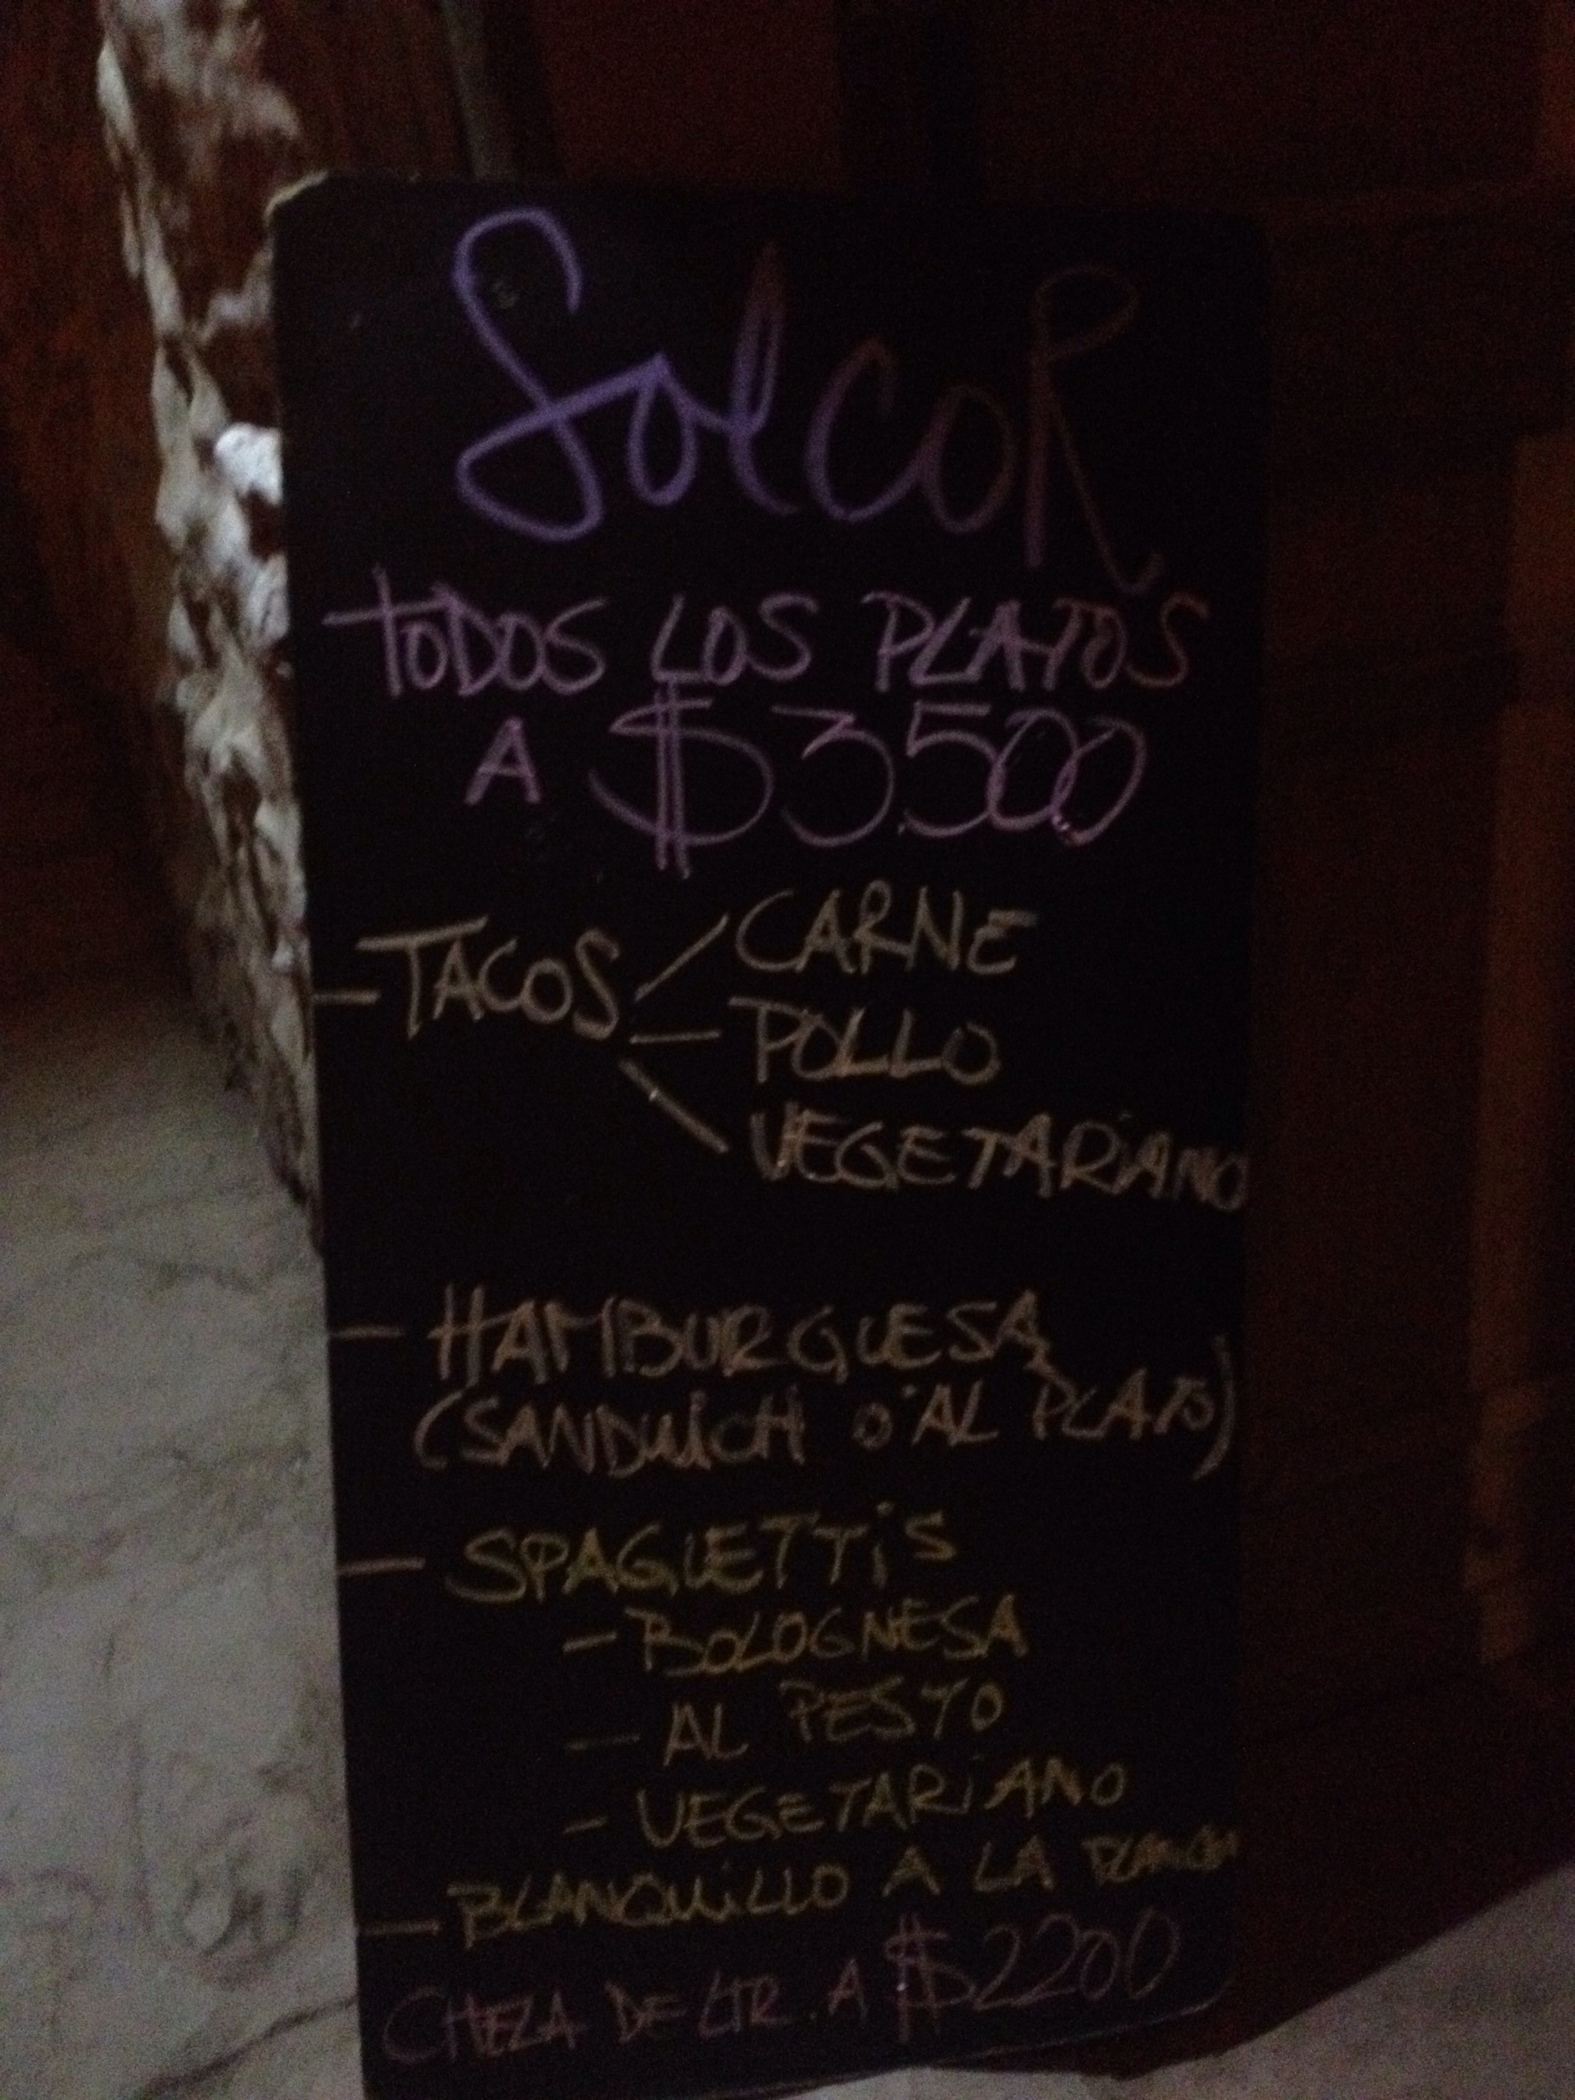 Solcor
TODOS LOS PLATOS
A $3.500
- TACOS
CARNE
POLLO
VEGETARiANO
- HAMBURGUESA
(SANDWiCH O AL PLATO)
- SPAGUETTiS
- BOLOGNESA
- AL PESTO
- VEGETARiANO
- BLANQUiLLO A LA PLANCHA
CHELA DE LTR. A $2200